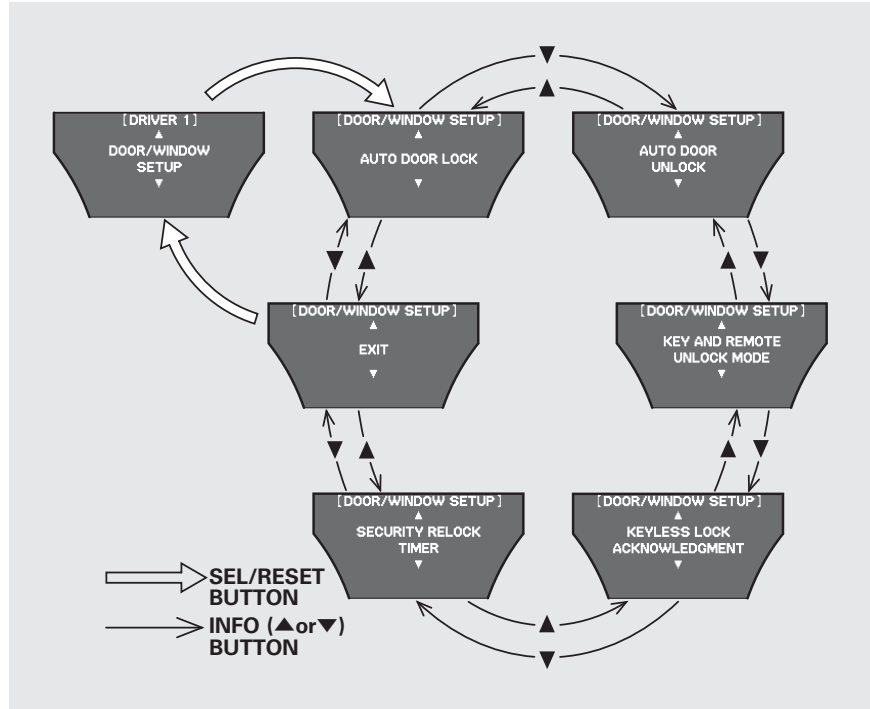 [DRIVER 1]
▲
DOOR/WINDOW
SETUP
▼
[DOOR/WINDOW SETUP]
▲
AUTO DOOR LOCK
▼
[DOOR/WINDOW SETUP]
▲
AUTO DOOR
UNLOCK
▼
[DOOR/WINDOW SETUP]
▲
EXIT
▼
[DOOR/WINDOW SETUP]
▲
KEY AND REMOTE
UNLOCK MODE
▼
[DOOR/WINDOW SETUP]
▲
SECURITY RELOCK
TIMER
▼
[DOOR/WINDOW SETUP]
▲
KEYLESS LOCK
ACKNOWLEDGMENT
▼
SEL/RESET
BUTTON
INFO (▲or▼)
BUTTON